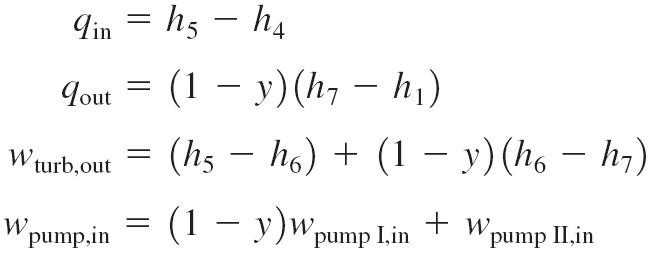 q_in = h_5 − h_4
q_out = (1 − y)(h_7 − h_1)
w_turb,out = (h_5 − h_6) + (1 − y)(h_6 − h_7)
w_pump,in = (1 − y)w_pump I,in + w_pump II,in